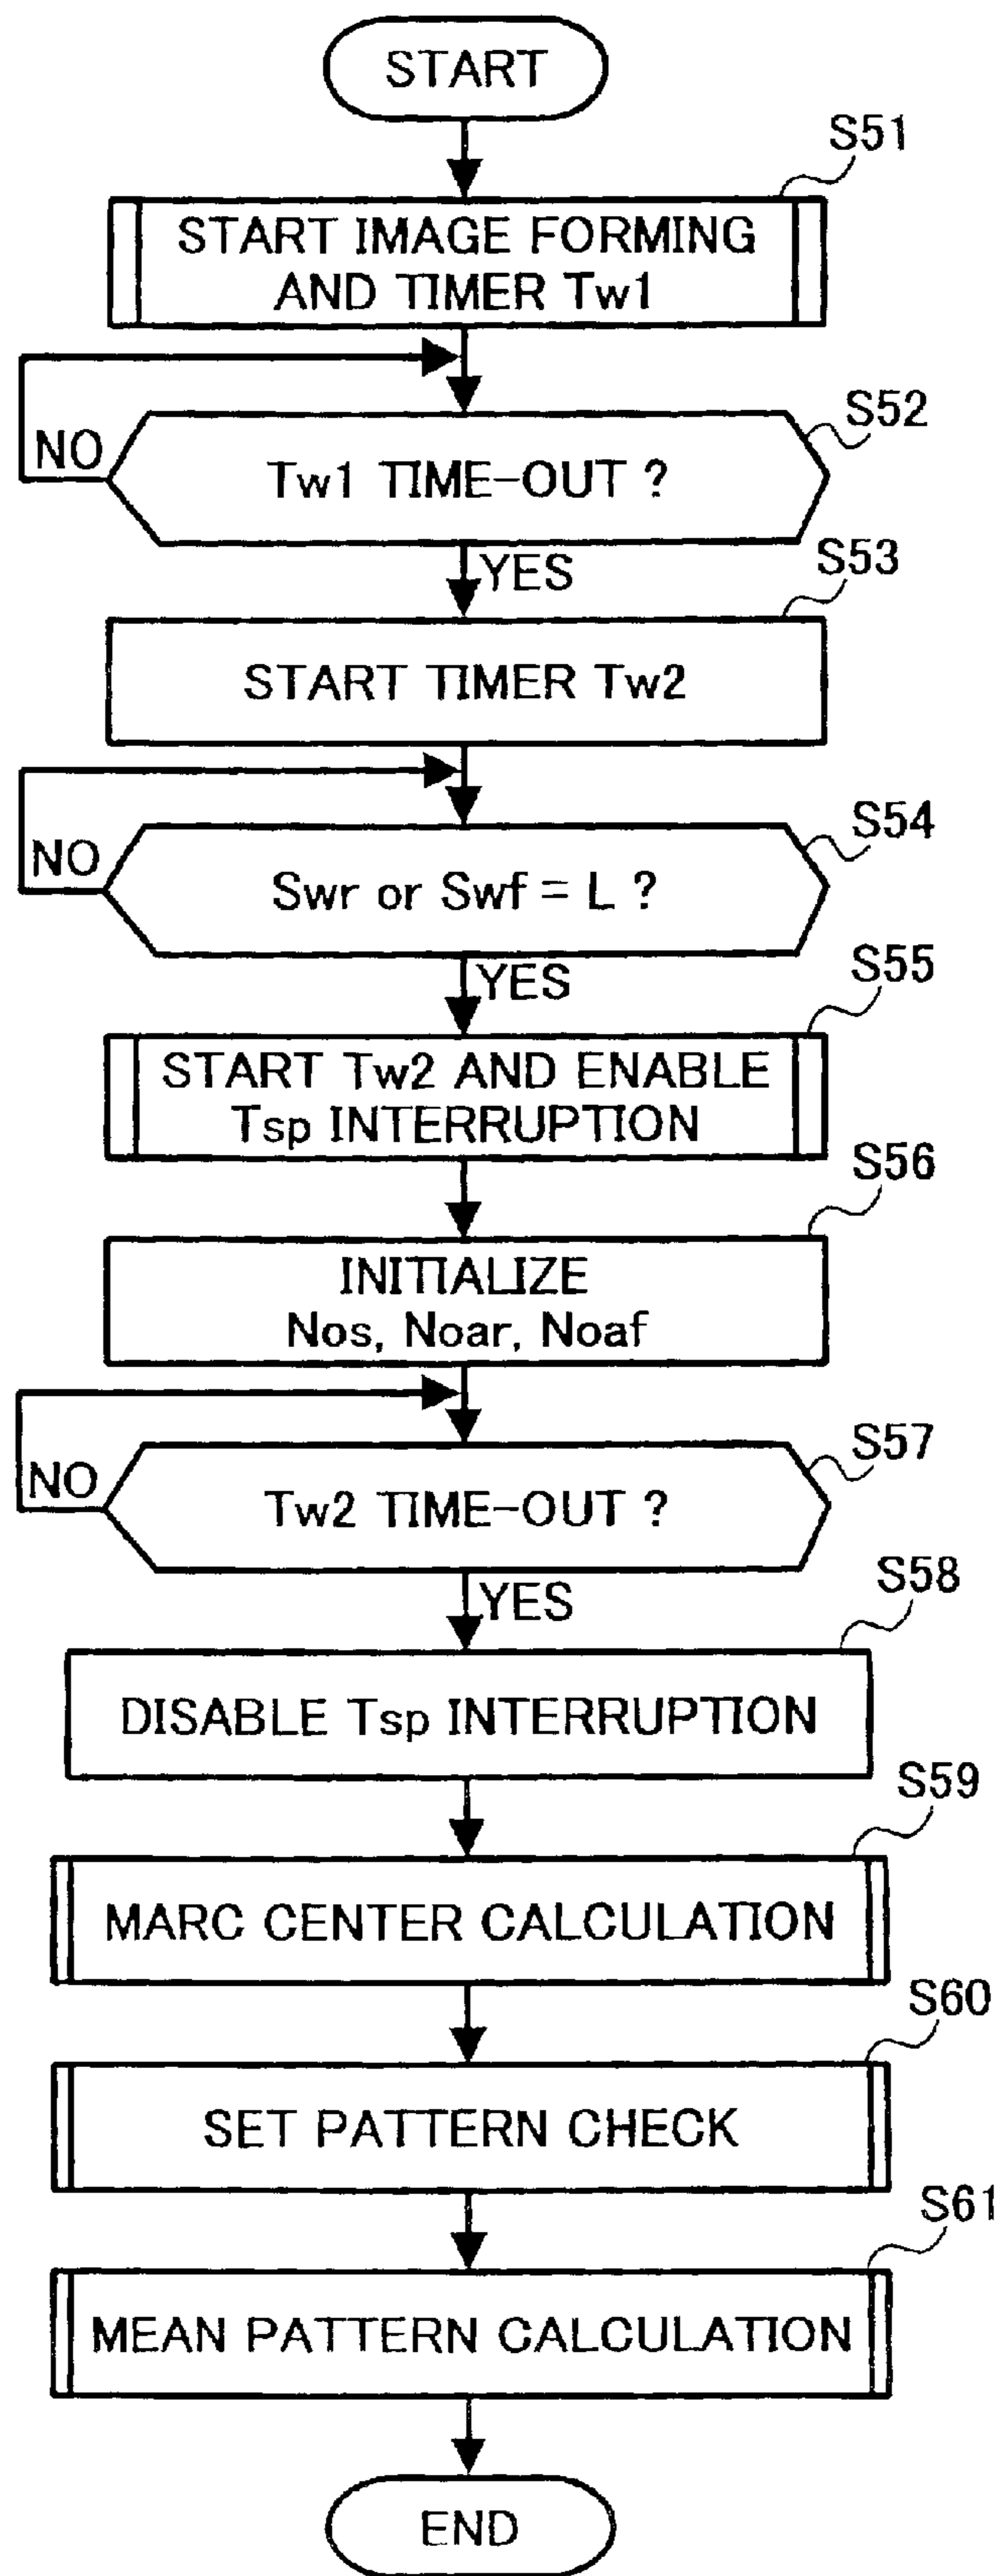 START
S51
START IMAGE FORMING
AND TIMER Tw1
S52
NO
Tw1 TIME-OUT ?
YES
S53
START TIMER Tw2
S54
NO
Swr or Swf = L ?
YES
S55
START Tw2 AND ENABLE
Tsp INTERRUPTION
S56
INITIALIZE
Nos, Noar, Noaf
S57
NO
Tw2 TIME-OUT ?
YES
S58
DISABLE Tsp INTERRUPTION
S59
MARC CENTER CALCULATION
S60
SET PATTERN CHECK
S61
MEAN PATTERN CALCULATION
END